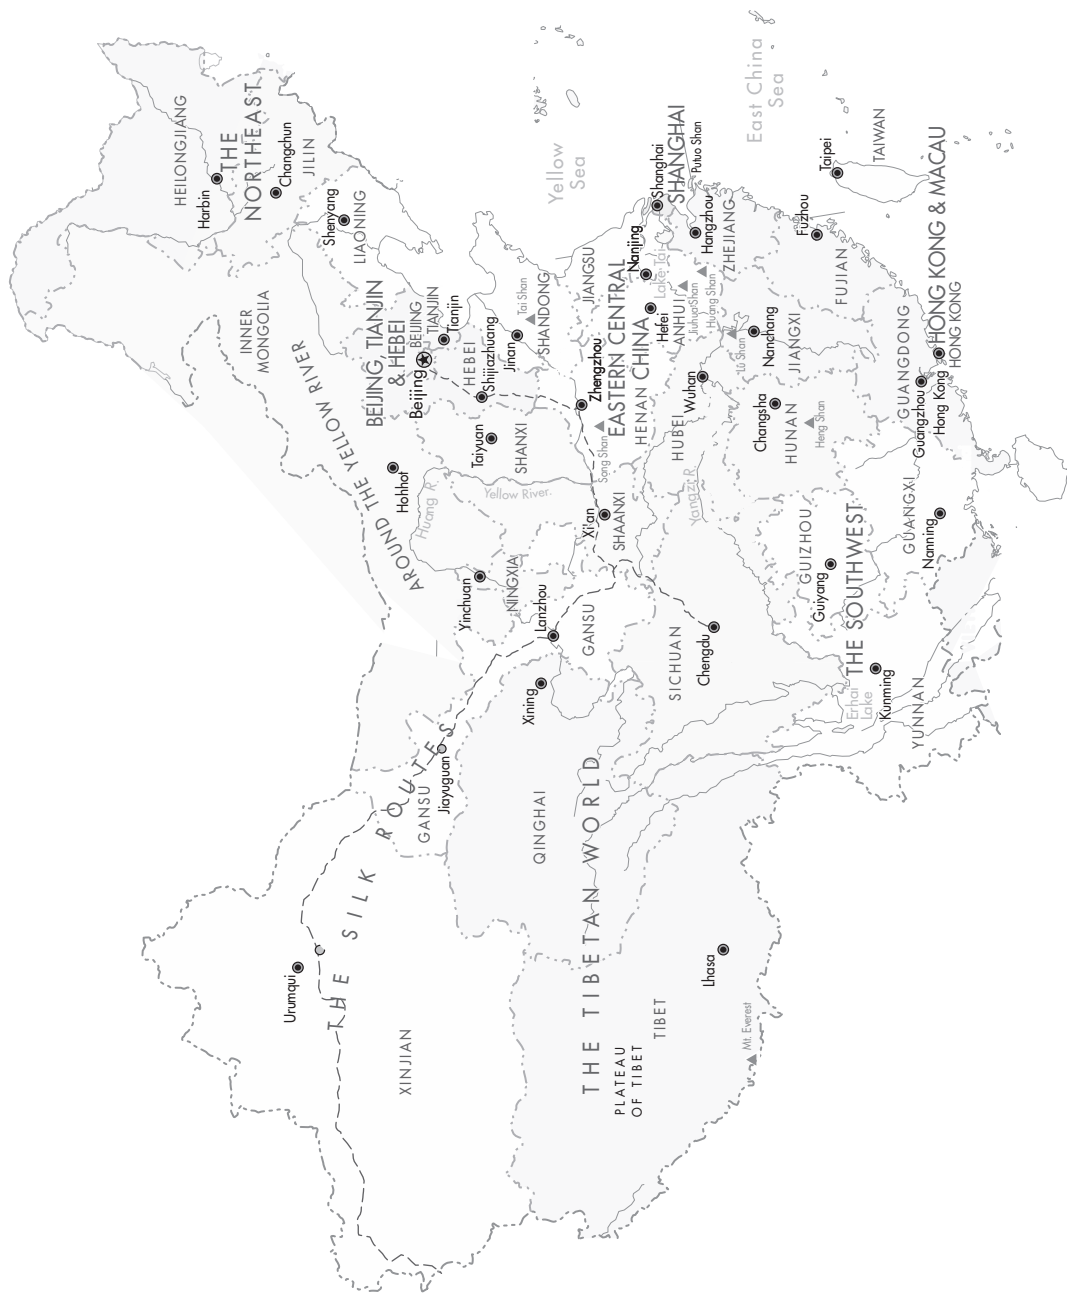 HEILONGJIANG
Harbin
THE
NORTHEAST
Changchun
JILIN
Shenyang
LIAONING
INNER
MONGOLIA
BEIJING, TIANJIN
& HEBEI
BEIJING
Beijing
TIANJIN
Tianjin
HEBEI
Shijiazhuang
Jinan
Tai Shan
SHANDONG
AROUND THE YELLOW RIVER
Hohhot
Huang R.
Taiyuan
SHANXI
Yellow River
Yinchuan
NINGXIA
Lanzhou
GANSU
Xi'an
SHAANXI
Zhengzhou
Song Shan
EASTERN CENTRAL
CHINA
HENAN
JIANGSU
Nanjing
Lake Tai
Hefei
ANHUI
Jiuhua Shan
Huang Shan
Yellow
Sea
Shanghai
SHANGHAI
Putuo Shan
Hangzhou
ZHEJIANG
East China
Sea
HUBEI
Wuhan
Yangzi R.
Lu Shan
Nanchang
JIANGXI
Changsha
HUNAN
Heng Shan
Fuzhou
FUJIAN
Taipei
TAIWAN
GUANGDONG
Guangzhou
Hong Kong
HONG KONG & MACAU
HONG KONG
GUANGXI
Nanning
GUIZHOU
Guiyang
THE SOUTHWEST
Erhai
Lake
Kunming
YUNNAN
SICHUAN
Chengdu
Xining
QINGHAI
THE SILK ROUTES
GANSU
Jiayuguan
Urumqui
XINJIAN
THE TIBETAN WORLD
PLATEAU
OF TIBET
TIBET
Lhasa
Mt. Everest